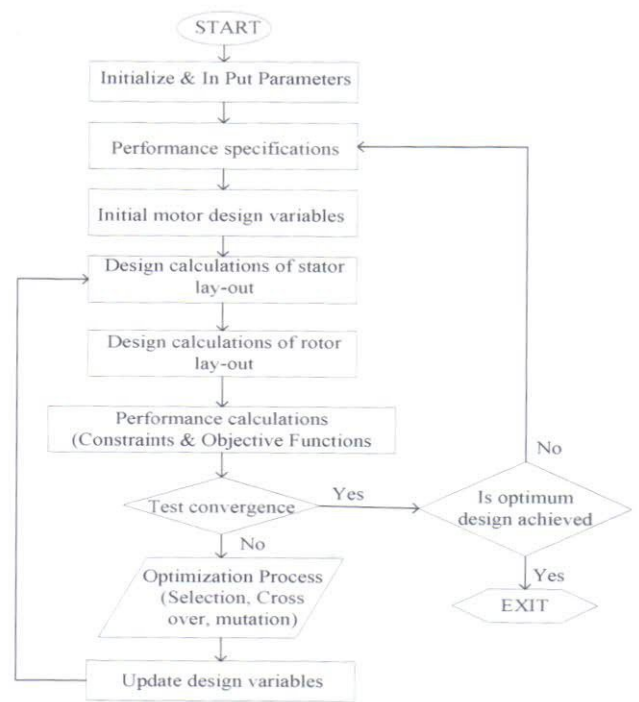 START
Initialize & In Put Parameters
Performance specifications
Initial motor design variables
Design calculations of stator
lay-out
Design calculations of rotor
lay-out
Performance calculations
(Constraints & Objective Functions
No
Test convergence
Yes
Is optimum
design achieved
No
Optimization Process
(Selection, Cross
over, mutation)
Yes
EXIT
Update design variables